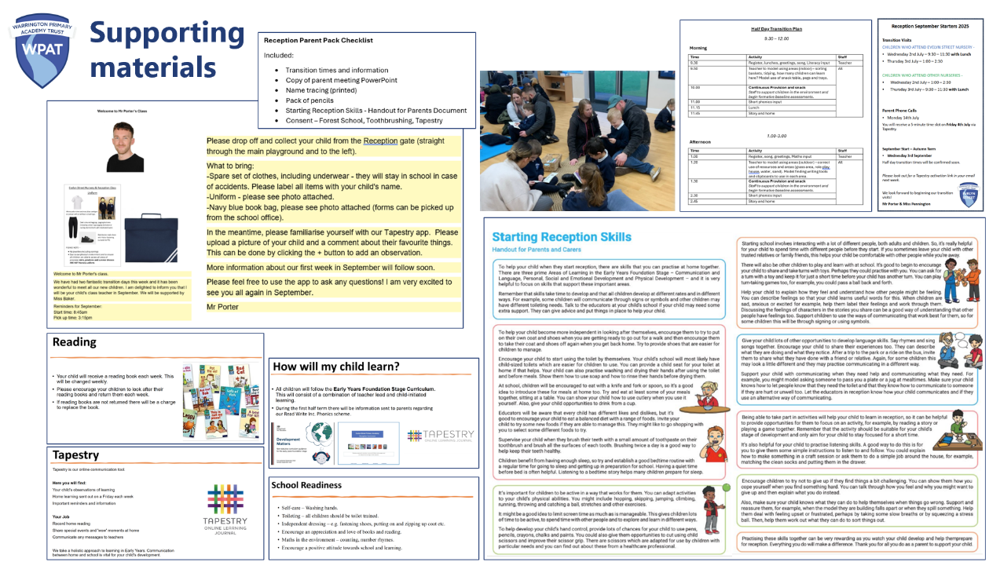 WARRINGTON PRIMARY
ACADEMY TRUST
WPAT
Supporting
materials
Reception Parent Pack Checklist
Included:
• Transition times and information
• Copy of parent meeting PowerPoint
• Name tracing (printed)
• Pack of pencils
• Starting Reception Skills - Handout for Parents Document
• Consent – Forest School, Toothbrushing, Tapestry
Half Day Transition Plan
9.30 – 12.00
Morning
Time Activity Staff
9.30 Register, lunches, greetings, song, Literacy input Teacher
9.50 Teacher to model using areas (indoor) – sorting All
baskets, tidying, how many children can learn
here? Model use of snack table, pegs and trays.
10.00 Continuous Provision and snack
Staff to support children in the environment and
begin formative baseline assessments.
11.00 Short phonics input
11.15 Lunch
11:45 Story and home
1.00-3.00
Afternoon
Time Activity Staff
1.00 Register, song, greetings, Maths input Teacher
1.20 Teacher to model using areas (outdoor) – correct All
use of resources and areas (grass area, role play,
house, water, sand). Model finding writing tools
and clipboards to use in each area.
1.30 Continuous Provision
Staff to support children in the environment and
begin formative baseline assessments.
2.30 Short phonics input
2.45 Story and home
Reception September Starters 2025
Transition Visits
CHILDREN WHO ATTEND EVELYN STREET NURSERY -
• Wednesday 2nd July – 9:30 – 11:30 with Lunch
• Thursday 3rd July – 1:00 – 2:30
CHILDREN WHO ATTEND OTHER NURSERIES -
• Wednesday 2nd July – 1:00 – 2:30
• Thursday 3rd July – 9:30 – 11:30 with Lunch
Parent Phone Calls
• Monday 14th July
You will receive a 5 minute time slot on Friday 4th July via
Tapestry.
September Start – Autumn Term
• Wednesday 3rd September
Half day transition times will be confirmed soon.
Please look out for a Tapestry activation link in your email
next week.
We look forward to beginning our transition
visits!
Mr Porter & Miss Pennington
Welcome to Mr Porter's Class
Welcome to Mr Porter's class.
We have had two fantastic transition days this week and it has been
wonderful to meet all our new children. I am delighted to inform you that I
will be your child's class teacher in September. We will be supported by
Miss Baker.
Reminders for September:
Start time: 8:45am
Pick up time: 3:15pm
Please drop off and collect your child from the Reception gate (straight
through the main playground and to the left).
What to bring:
-Spare set of clothes, including underwear - they will stay in school in case
of accidents. Please label all items with your child's name.
-Uniform - please see photo attached.
-Navy blue book bag, please see photo attached (forms can be picked up
from the school office).
In the meantime, please familiarise yourself with our Tapestry app. Please
upload a picture of your child and a comment about their favourite things.
This can be done by clicking the + button to add an observation.
More information about our first week in September will follow soon.
Please feel free to use the app to ask any questions! I am very excited to
see you all again in September.
Mr Porter
Reading
• Your child will receive a reading book each week. This
will be changed weekly.
• Please encourage your children to look after their
reading books and return them each week.
• If reading books are not returned there will be a charge
to replace the book.
Tapestry
Tapestry is our online communication tool.
Here you will find:
Your child's observations of learning
Home learning sent out on a Friday each week
Important reminders and information
Your Job
Record home reading
Share special events and 'wow' moments at home
Communicate any messages to teachers
We take a holistic approach to learning in Early Years. Communication
between home and school is vital for your child's development.
TAPESTRY
ONLINE LEARNING
JOURNAL
How will my child learn?
• All children will follow the Early Years Foundation Stage Curriculum.
This will consist of a combination of teacher lead and child-initiated
learning.
• During the first half term there will be information sent to parents regarding
our Read Write Inc. Phonics scheme.
Development
Matters
TAPESTRY
ONLINE LEARNING JOURNAL
School Readiness
• Self-care – Washing hands.
• Toileting – all children should be toilet trained.
• Independent dressing – e.g. fastening shoes, putting on and zipping up coat etc.
• Encourage an appreciation and love of books and reading.
• Maths in the environment – counting, number rhymes.
• Encourage a positive attitude towards school and learning.
Starting Reception Skills
Handout for Parents and Carers
To help your child when they start reception, there are skills that you can practise at home together.
There are three prime Areas of Learning in the Early Years Foundation Stage – Communication and
Language, Personal, Social and Emotional Development and Physical Development – and it is very
helpful to focus on skills that support these important areas.
Remember that skills take time to develop and that all children develop at different rates and in different
ways. For example, some children will communicate through signs or symbols and other children may
have different toileting needs. Talk to the educators at your child's school if your child may need some
extra support. They can give advice and put things in place to help your child.
To help your child become more independent in looking after themselves, encourage them to try to put
on their own coat and shoes when you are getting ready to go out for a walk and then encourage them
to take their coat and shoes off again when you get back home. Try to provide shoes that are easier for
children to manage.
Encourage your child to start using the toilet by themselves. Your child's school will most likely have
child-sized toilets which are easier for children to use. You can provide a child seat for your toilet at
home if that helps. Your child can also practise washing and drying their hands after using the toilet
and before meals. Show them how to use soap and how to rinse their hands before drying them.
At school, children will be encouraged to eat with a knife and fork or spoon, so it's a good
idea to introduce these for meals at home too. Try and eat at least some of your meals
together, sitting at a table. So your child can show how to use cutlery when you use it
yourself. Also, give your child opportunities to drink from a cup.
Educators will be aware that every child has different likes and dislikes, but it's
good to encourage your child to eat a balanced diet with a range of foods. Invite your
child to try some new foods if they are able to manage this. They might like to go shopping with
you to select some different foods to try.
Supervise your child when they brush their teeth with a small amount of toothpaste on their
toothbrush and brush all the surfaces of each tooth. Brushing twice a day is a good way to
help keep their teeth healthy.
Children benefit from having enough sleep, so try and establish a good bedtime routine with
a regular time for going to sleep and getting up in preparation for school. Having a quiet time
before bed is often helpful. Listening to a bedtime story helps many children prepare for sleep.
It's important for children to be active in a way that works for them. You can adapt activities
to your child's physical abilities. You might include hopping, skipping, jumping, climbing,
running, throwing and catching a ball, stretches and other exercises.
It might be a good idea to limit screen time as much as is manageable. This gives children lots
of time to be active, to spend time with other people and to explore and learn in different ways.
To help develop your child's hand control, provide lots of chances for your child to use pens,
pencils, crayons, chalks and paints. You could also give them opportunities to cut using child
scissors and improve their scissor grip. There are scissors which are adapted for use by children with
particular needs and you can find out about these from a healthcare professional.
Starting school involves interacting with a lot of different people, both adults and children. So, it's really helpful
for your child to spend time with different people before they start. If you sometimes leave your child with other
trusted relatives or family friends, this helps your child be comfortable with other people while you're away.
There will also be other children to play and learn with at school. It's good to begin to encourage
your child to share and take turns with toys. Perhaps they could practise with you. You can ask for
a turn with a toy and keep it for just a short time before your child has another turn. You can play
turn-taking games too, for example, you could pass a ball back and forth.
Help your child to explain how they feel and understand how other people might be feeling.
You can describe feelings so that your child learns useful words for this. When children are
sad, anxious or excited for example, help them label their feelings and work through them.
Discussing the feelings of characters in the stories you share can be a good way of understanding that other
people have feelings too. Support children to use the ways of communicating that work best for them, so for
some children this will be through signing or using symbols.
Give your child lots of other opportunities to develop language skills. Say rhymes and sing
songs together. Encourage your child to share their experiences too. They can describe
what they are doing and what they notice. After a trip to the park or a ride on the bus, invite
them to share what they have done with a friend or relative. Again, for some children this
may look a little different and they may practise communicating in a different way.
Support your child with communicating when they need help and communicating what they need. For
example, you might model asking someone to pass you a plate or a jug at mealtimes. Make sure your child
knows how to let people know that they need the toilet and that they know how to communicate to someone
if they are hurt or unwell too. Let the educators in reception know how your child communicates and if they
use an alternative way of communicating.
Being able to take part in activities will help your child to learn in reception, so it can be helpful
to provide opportunities for them to focus on an activity, for example, by reading a story or
playing a game together. Remember that the activity should be suitable for your child's
stage of development and only aim for your child to stay focused for a short time.
It's also helpful for your child to practise listening skills. A good way to do this is
to try give them some simple instructions to listen to and follow. You could explain
how to make something in a craft session or ask them to do a simple job around the house, for example,
matching the clean socks and putting them in the drawer.
Encourage children to try not to give up if they find things a bit challenging. You can show them how you
cope yourself when you find something hard. You can talk through how you feel and why you might want to
give up and then explain what you do instead.
Also, make sure your child knows what they can do to help themselves when things go wrong. Support and
reassure them, for example, when the model they are building falls apart or when they spill something. Help
them deal with feeling upset or frustrated, perhaps by taking some slow breaths or by squeezing a stress
ball. Then, help them work out what they can do to sort things out.
Practising these skills together can be very rewarding as you watch your child develop and help themprepare
for reception. Everything you do will make a difference. Thank you for all you do as a parent to support your child.